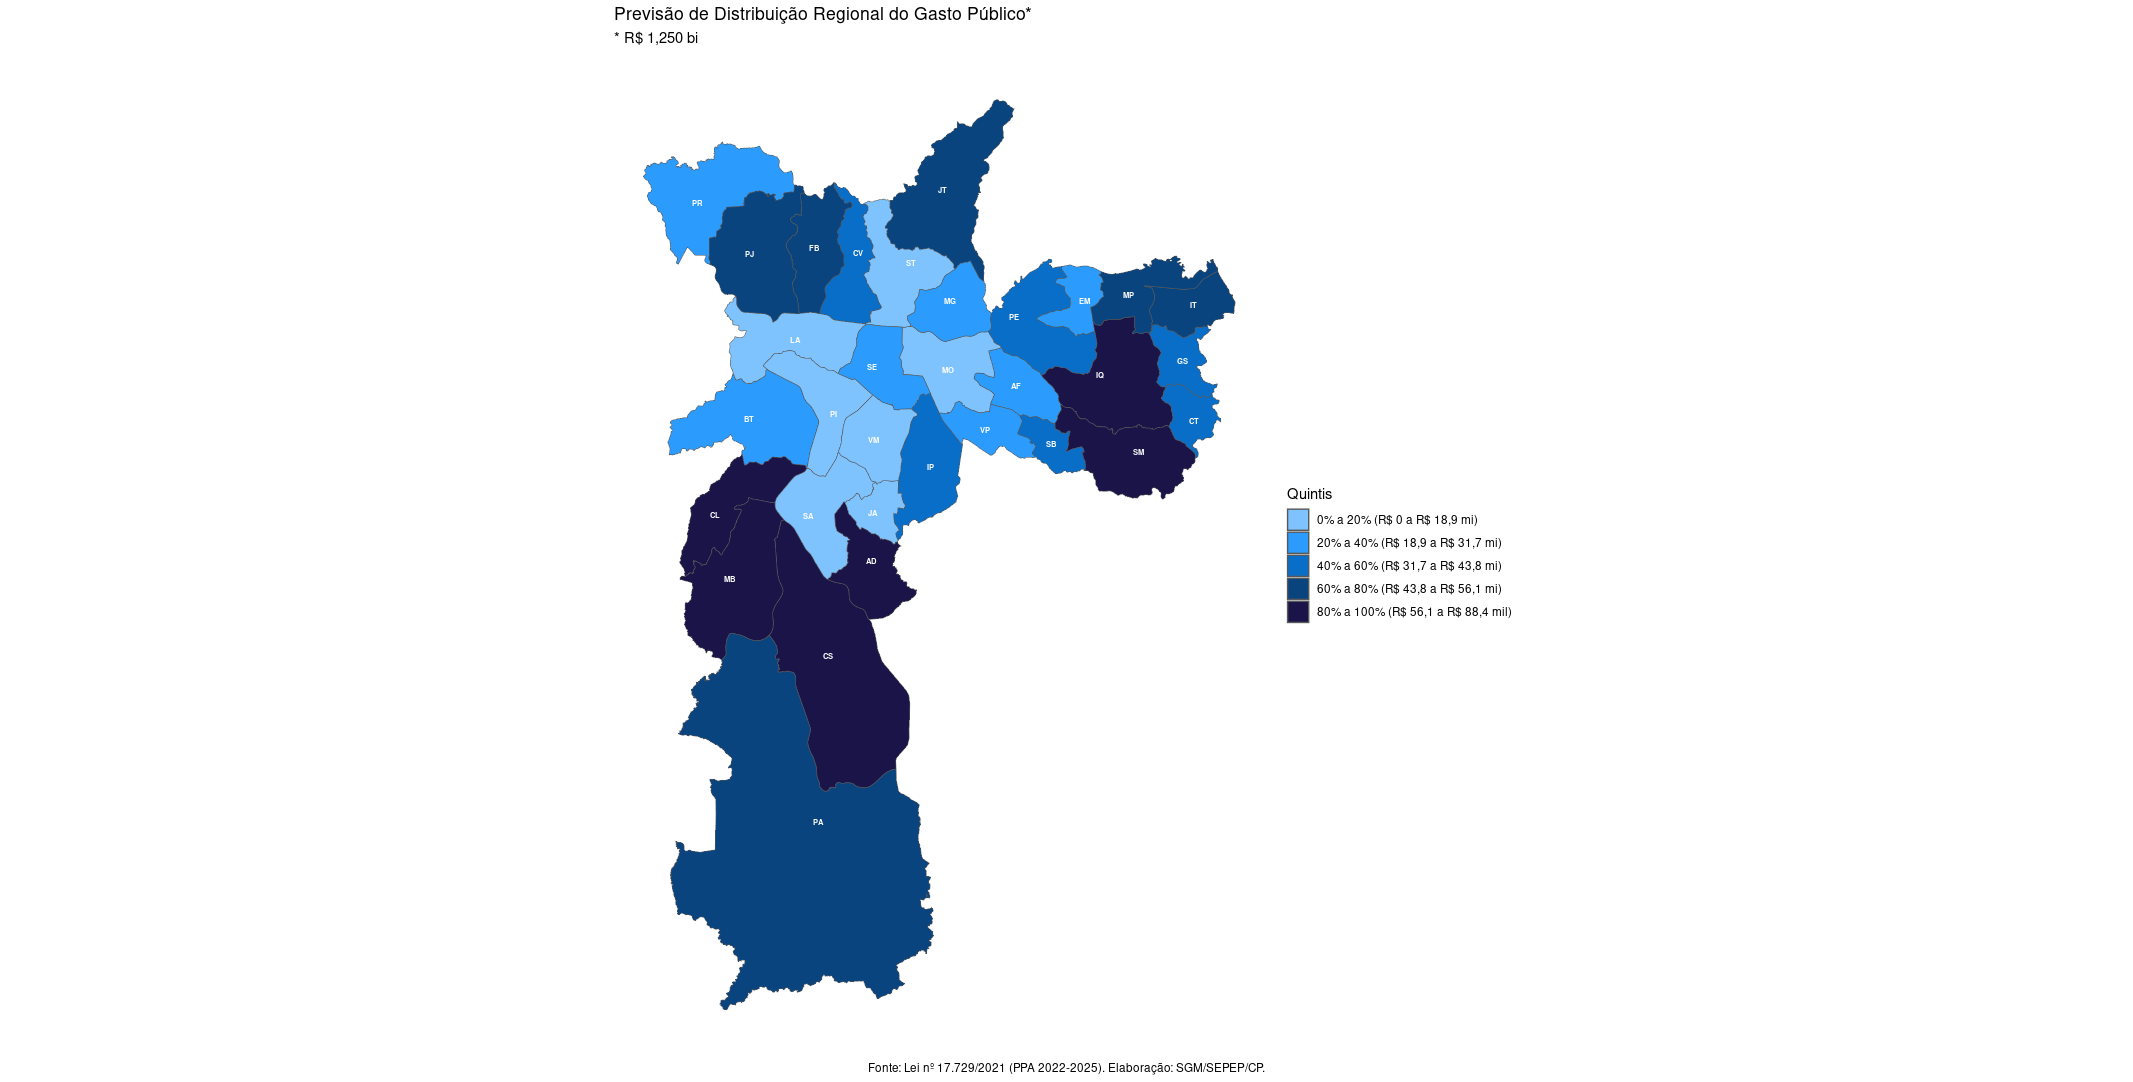 Previsão de Distribuição Regional do Gasto Público*
* R$ 1,250 bi
JT
PR
FB
CV
PJ
ST
MG
EM
MP
IT
PE
LA
GS
SE
MO
IQ
AF
PI
BT
CT
VP
VM
SB
SM
IP
CL
SA
JA
AD
MB
CS
PA
Quintis
0% a 20% (R$ 0 a R$ 18,9 mi)
20% a 40% (R$ 18,9 a R$ 31,7 mi)
40% a 60% (R$ 31,7 a R$ 43,8 mi)
60% a 80% (R$ 43,8 a R$ 56,1 mi)
80% a 100% (R$ 56,1 a R$ 88,4 mil)
Fonte: Lei nº 17.729/2021 (PPA 2022-2025). Elaboração: SGM/SEPEP/CP.